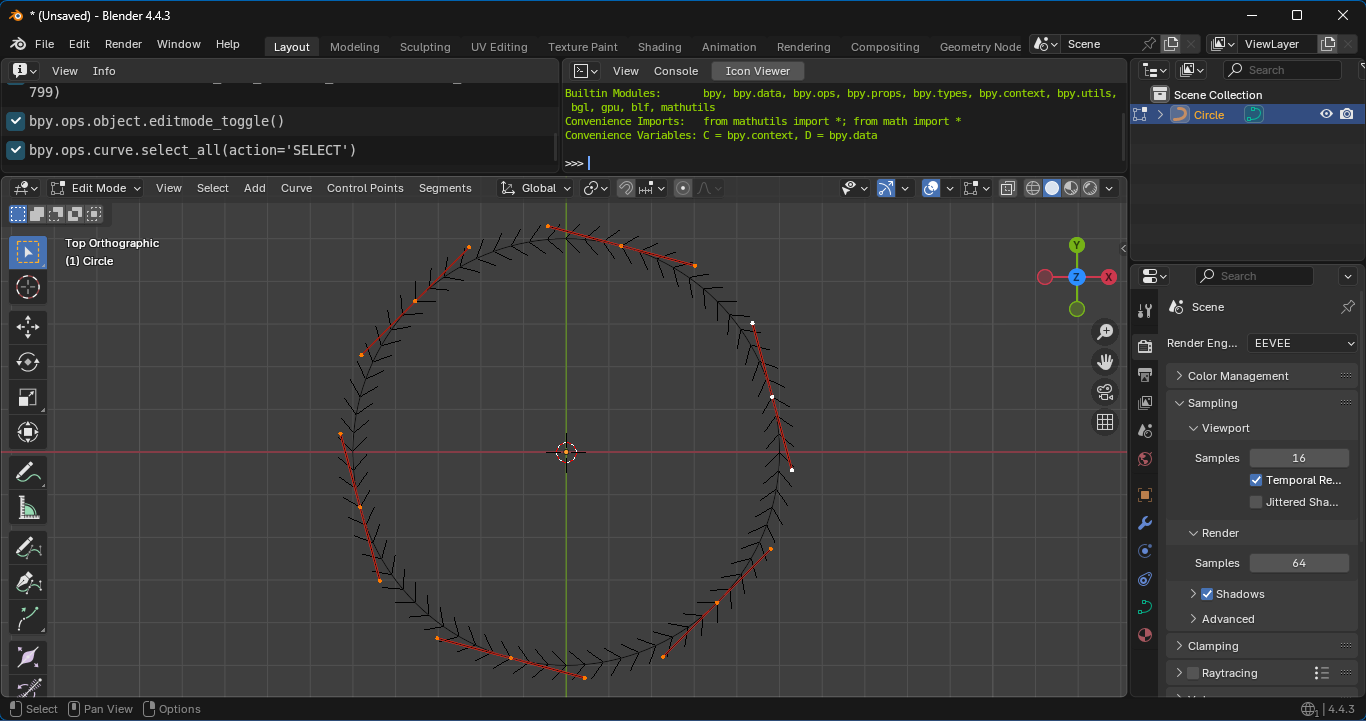 * (Unsaved) - Blender 4.4.3
File Edit Render Window Help Layout Modeling Sculpting UV Editing Texture Paint Shading Animation Rendering Compositing Geometry Node Scene ViewLayer
View Info
799)
bpy.ops.object.editmode_toggle()
bpy.ops.curve.select_all(action='SELECT')
View Console Icon Viewer
Builtin Modules: bpy, bpy.data, bpy.ops, bpy.props, bpy.types, bpy.context, bpy.utils,
bgl, gpu, blf, mathutils
Convenience Imports: from mathutils import *; from math import *
Convenience Variables: C = bpy.context, D = bpy.data
>>>
Search
Scene Collection
Circle
Edit Mode View Select Add Curve Control Points Segments Global
Top Orthographic
(1) Circle
Y
Z X
Search
Scene
Render Eng... EEVEE
Color Management
Sampling
Viewport
Samples 16
Temporal Re...
Jittered Sha...
Render
Samples 64
Shadows
Advanced
Clamping
Raytracing
Select Pan View Options 1 4.4.3